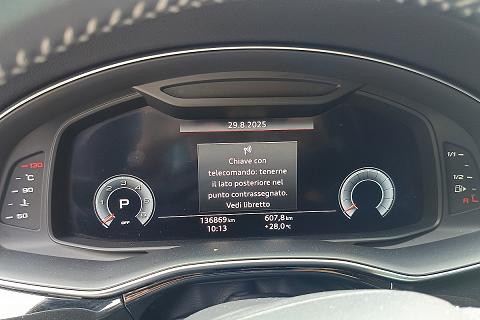 29.8.2025
Chiave con
telecomando: tenerne
il lato posteriore nel
punto contrassegnato.
Vedi libretto
130
°C
90
50
P
OFF
1/1
1/2
R
136869 km
607,8 km
10:13
+28,0 °C